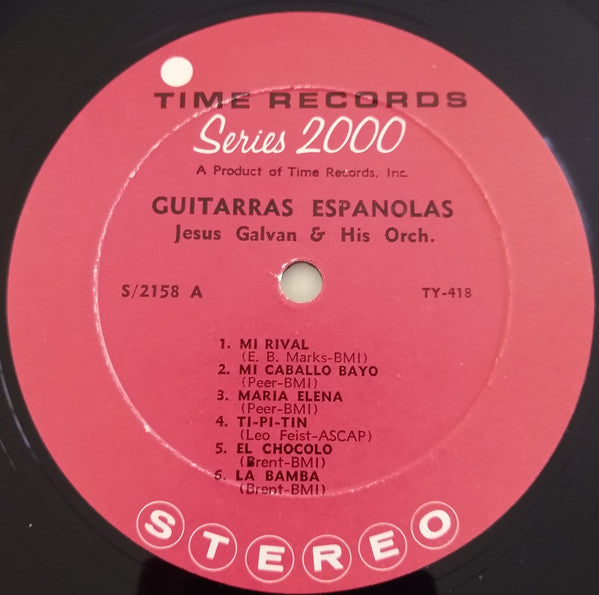 TIME RECORDS
Series 2000
A Product of Time Records, Inc.
GUITARRAS ESPANOLAS
Jesus Galvan & His Orch.
S/2158 A TY-418
1. MI RIVAL
(E. B. Marks-BMI)
2. MI CABALLO BAYO
(Peer-BMI)
3. MARIA ELENA
(Peer-BMI)
4. TI-PI-TIN
(Leo Feist-ASCAP)
5. EL CHOCOLO
(Brent-BMI)
6. LA BAMBA
(Brent-BMI)
STEREO